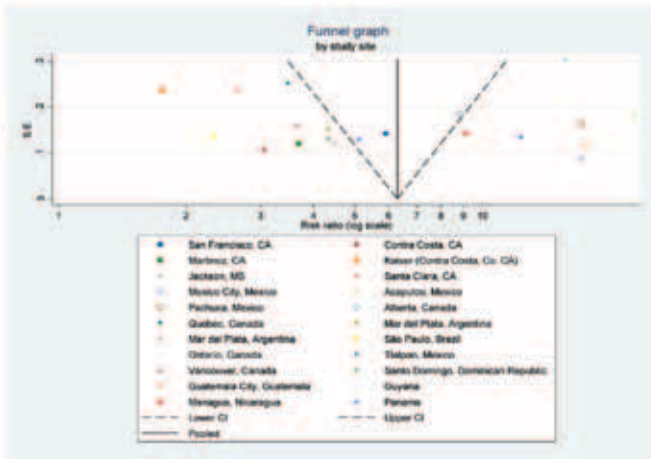 Funnel graph
by study site
S.E.
3
2
1
0
1 2 3 4 5 6 7 8 9 10
Risk ratio (log scale)
San Francisco, CA
Contra Costa, CA
Martinez, CA
Kaiser (Contra Costa, Co. CA)
Jackson, MS
Santa Clara, CA
Mexico City, Mexico
Acapulco, Mexico
Pachuca, Mexico
Alberta, Canada
Quebec, Canada
Mar del Plata, Argentina
Mar del Plata, Argentina
São Paulo, Brazil
Ontario, Canada
Tlalpan, Mexico
Vancouver, Canada
Santo Domingo, Dominican Republic
Guatemala City, Guatemala
Guyana
Managua, Nicaragua
Panama
Lower CI
Upper CI
Pooled